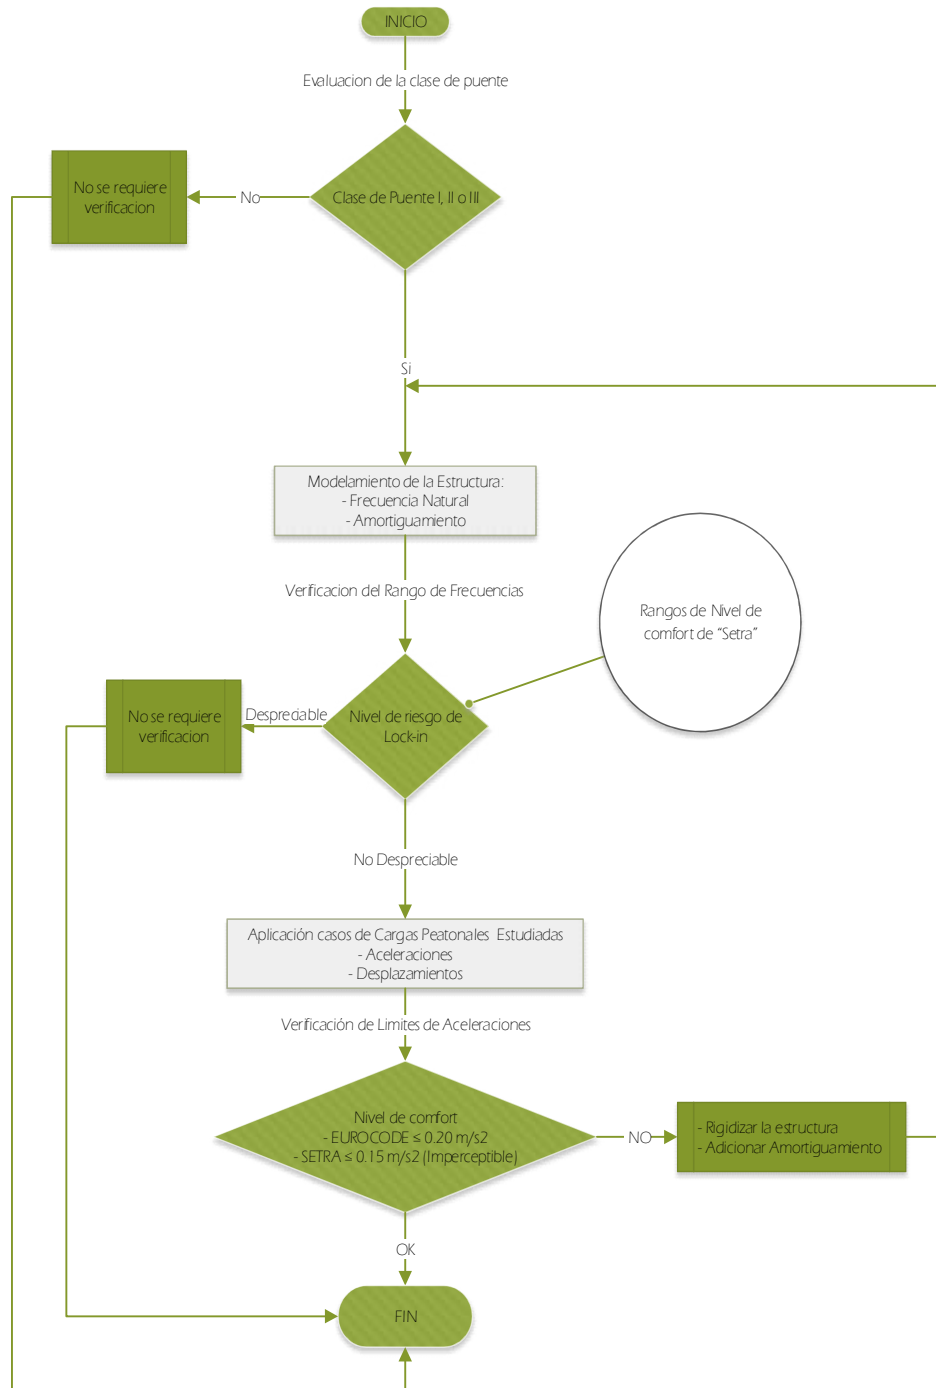 INICIO
Evaluacion de la clase de puente
No se requiere
verificacion
No
Clase de Puente I, II o III
Si
Modelamiento de la Estructura:
- Frecuencia Natural
- Amortiguamiento
Verificacion del Rango de Frecuencias
Rangos de Nivel de
comfort de “Setra”
No se requiere
verificacion
Despreciable
Nivel de riesgo de
Lock-in
No Despreciable
Aplicación casos de Cargas Peatonales Estudiadas
- Aceleraciones
- Desplazamientos
Verificación de Limites de Aceleraciones
Nivel de comfort
- EUROCODE ≤ 0.20 m/s2
- SETRA ≤ 0.15 m/s2 (Imperceptible)
NO
- Rigidizar la estructura
- Adicionar Amortiguamiento
OK
FIN